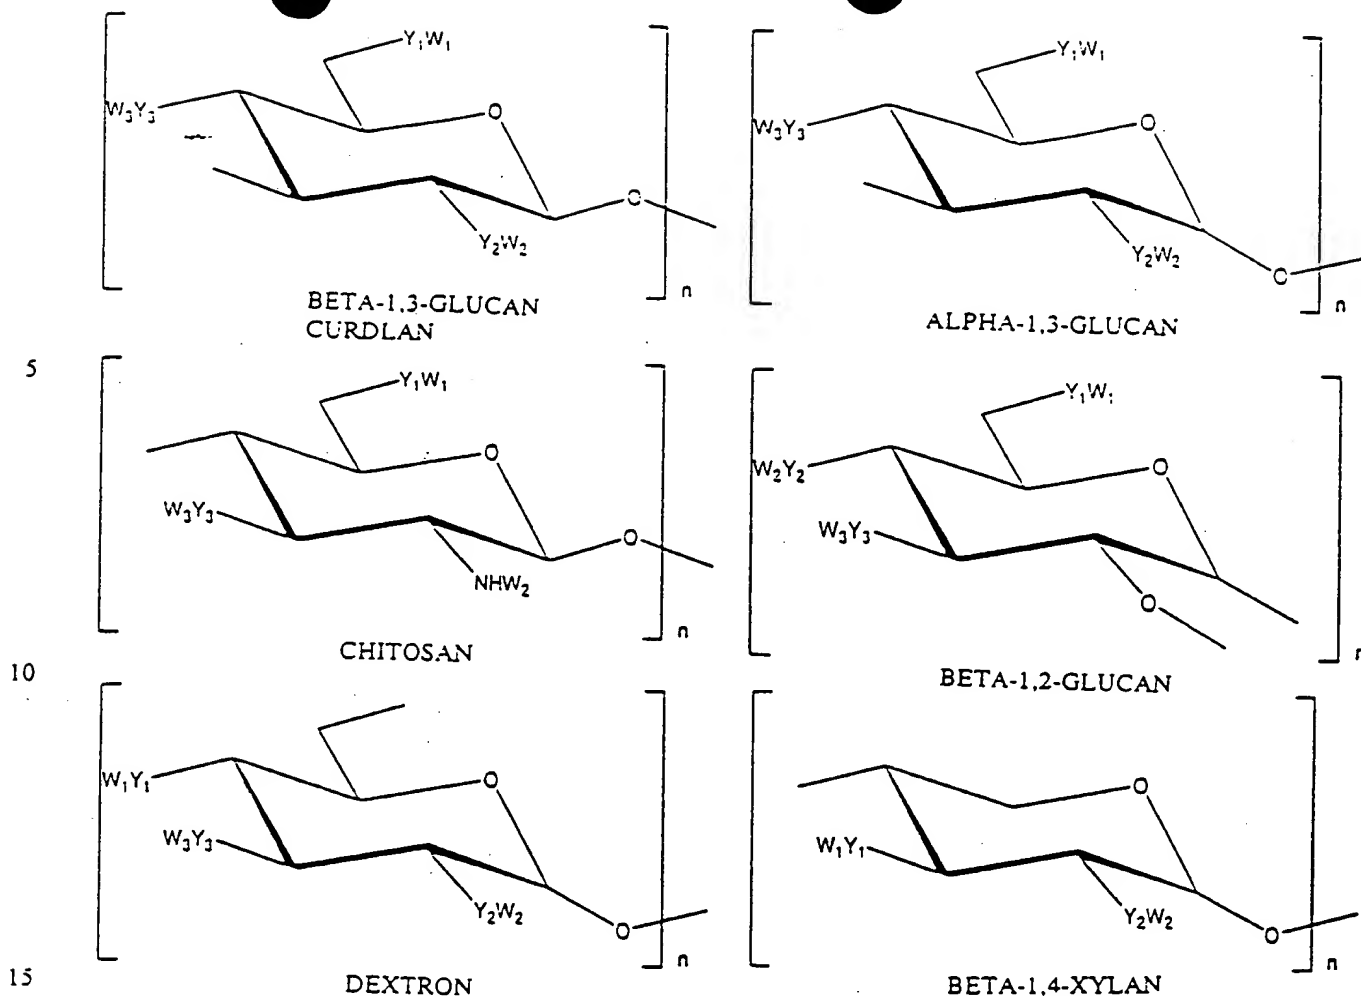 Y₁W₁
W₃Y₃
O
O
Y₂W₂
n
BETA-1,3-GLUCAN
CURDLAN
Y₁W₁
W₃Y₃
O
Y₂W₂
O
n
ALPHA-1,3-GLUCAN
5
Y₁W₁
O
W₃Y₃
O
NHW₂
n
CHITOSAN
Y₁W₁
W₂Y₂
O
W₃Y₃
O
n
BETA-1,2-GLUCAN
10
W₁Y₁
O
W₃Y₃
Y₂W₂
O
n
DEXTRON
O
W₁Y₁
Y₂W₂
O
n
BETA-1,4-XYLAN
15